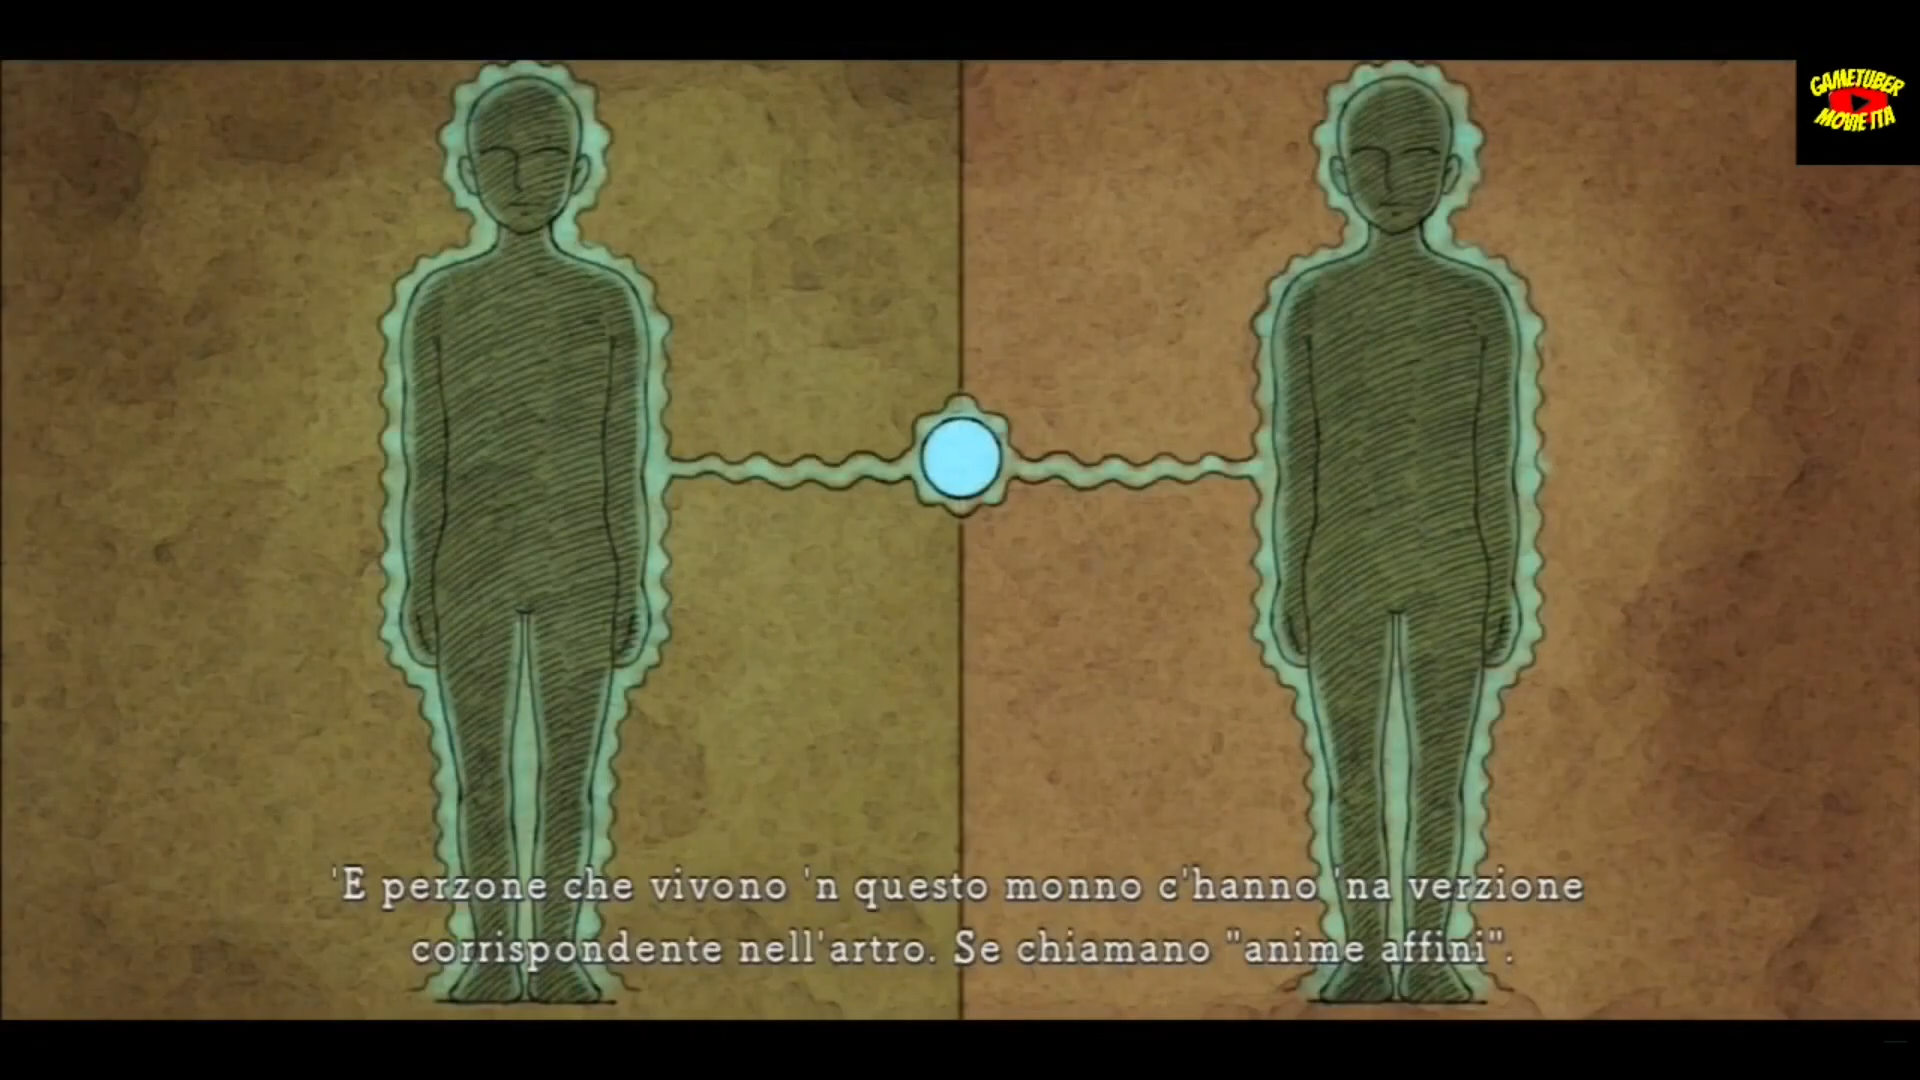 GAMETUBER
MOVIE ITA
'E perzone che vivono 'n questo monno c'hanno 'na verzione
corrispondente nell'artro. Se chiamano "anime affini".